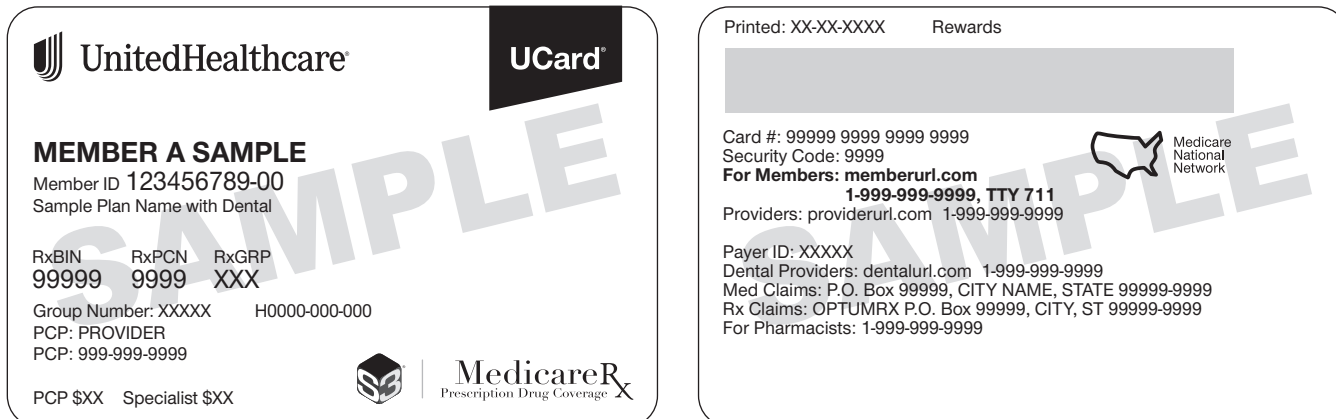 UnitedHealthcare®
UCard®
MEMBER A SAMPLE
Member ID 123456789-00
Sample Plan Name with Dental
RxBIN RxPCN RxGRP
99999 9999 XXX
Group Number: XXXXX H0000-000-000
PCP: PROVIDER
PCP: 999-999-9999
PCP $XX Specialist $XX
S3
MedicareRx
Prescription Drug Coverage
SAMPLE
Printed: XX-XX-XXXX Rewards
Card #: 99999 9999 9999 9999
Security Code: 9999
For Members: memberurl.com
1-999-999-9999, TTY 711
Providers: providerurl.com 1-999-999-9999
Medicare
National
Network
Payer ID: XXXXX
Dental Providers: dentalurl.com 1-999-999-9999
Med Claims: P.O. Box 99999, CITY NAME, STATE 99999-9999
Rx Claims: OPTUMRX P.O. Box 99999, CITY, ST 99999-9999
For Pharmacists: 1-999-999-9999
SAMPLE